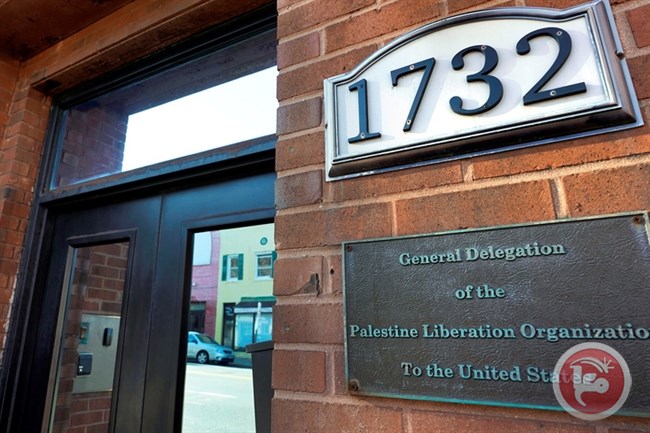 1732
General Delegation
of the
Palestine Liberation Organizatio
To the United States